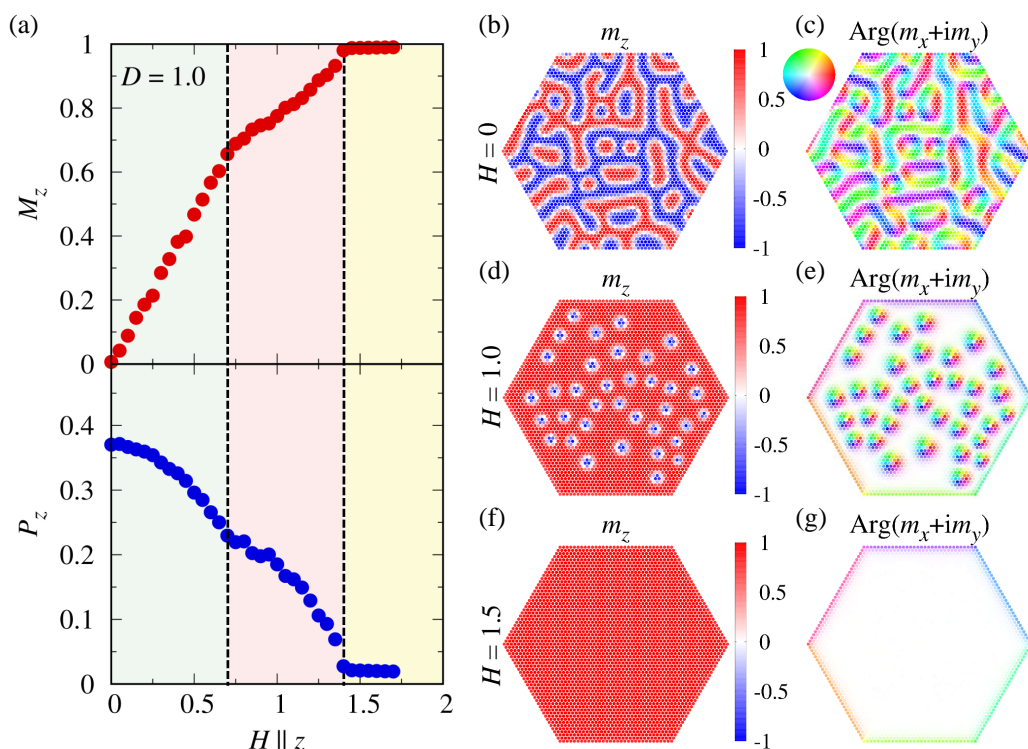 (a)
D = 1.0
M_z
1
0.8
0.6
0.4
0.2
0
P_z
0.4
0.3
0.2
0.1
0
0 0.5 1 1.5 2
H || z
(b)
m_z
H = 0
1
0.5
0
-0.5
-1
(c)
Arg(m_x+im_y)
(d)
m_z
H = 1.0
1
0.5
0
-0.5
-1
(e)
Arg(m_x+im_y)
(f)
m_z
H = 1.5
1
0.5
0
-0.5
-1
(g)
Arg(m_x+im_y)